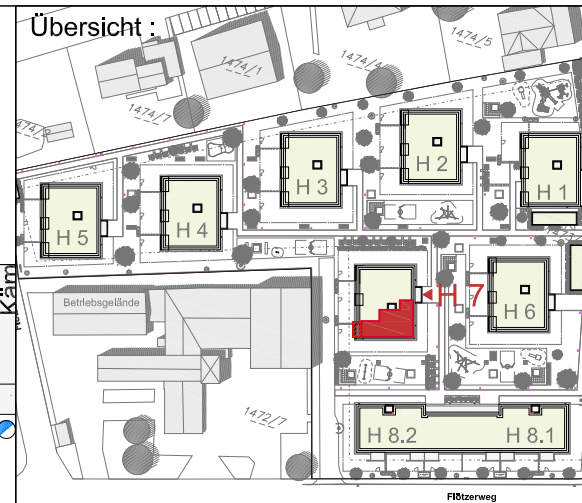 Übersicht :
1474/5
1474/1
1474/4
1474/7
1474
H 2
H 1
H 3
H 4
H 5
Käm
Betriebsgelände
H 7
H 6
1472/7
H 8.2
H 8.1
Flötzerweg